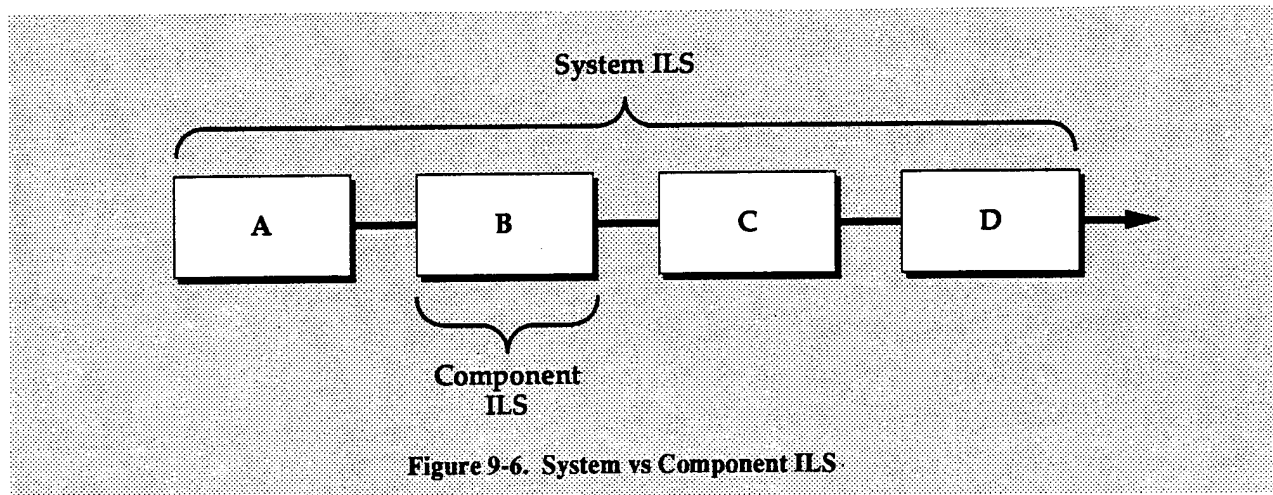 System ILS
A B C D
Component
ILS
Figure 9-6. System vs Component ILS